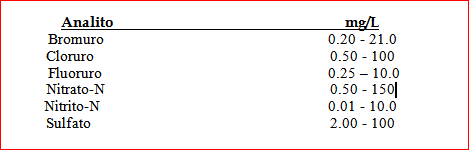 Analito mg/L
Bromuro 0.20 - 21.0
Cloruro 0.50 - 100
Fluoruro 0.25 – 10.0
Nitrato-N 0.50 - 150
Nitrito-N 0.01 - 10.0
Sulfato 2.00 - 100